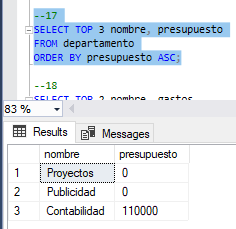 --17
SELECT TOP 3 nombre, presupuesto
FROM departamento
ORDER BY presupuesto ASC;
--18
SELECT TOP 2 nombre, gastos
83 %
Results Messages
nombre presupuesto
1 Proyectos 0
2 Publicidad 0
3 Contabilidad 110000